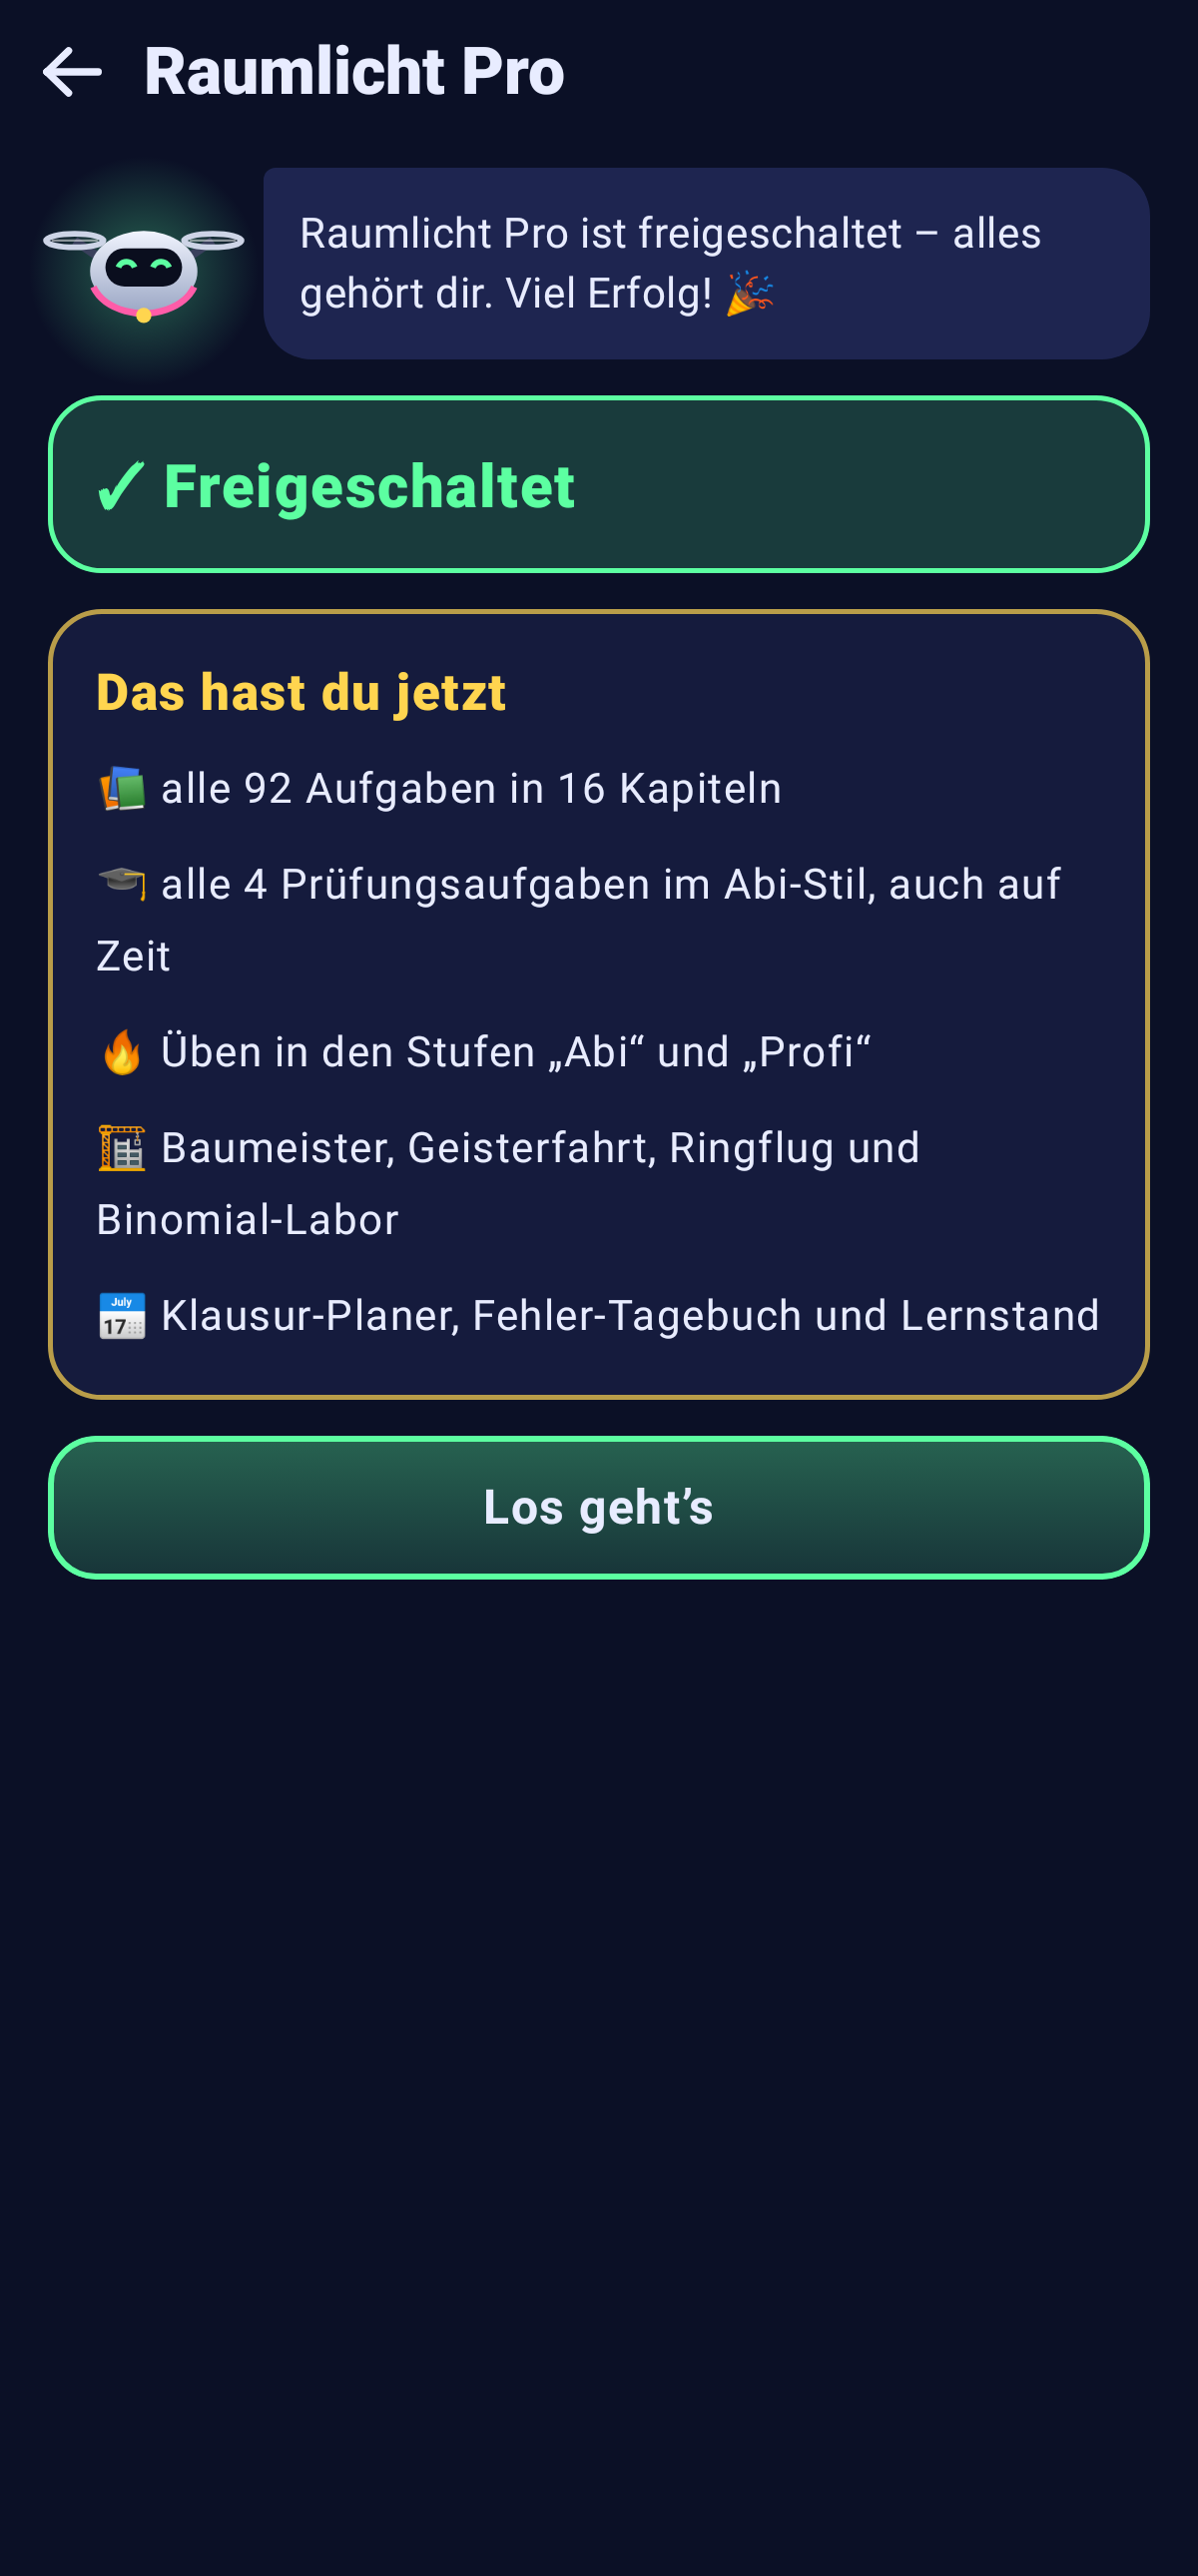 Raumlicht Pro
Raumlicht Pro ist freigeschaltet – alles
gehört dir. Viel Erfolg! 🎉
✓ Freigeschaltet
Das hast du jetzt
📚 alle 92 Aufgaben in 16 Kapiteln
🎓 alle 4 Prüfungsaufgaben im Abi-Stil, auch auf
Zeit
🔥 Üben in den Stufen „Abi“ und „Profi“
🏗️ Baumeister, Geisterfahrt, Ringflug und
Binomial-Labor
📅 Klausur-Planer, Fehler-Tagebuch und Lernstand
Los geht’s